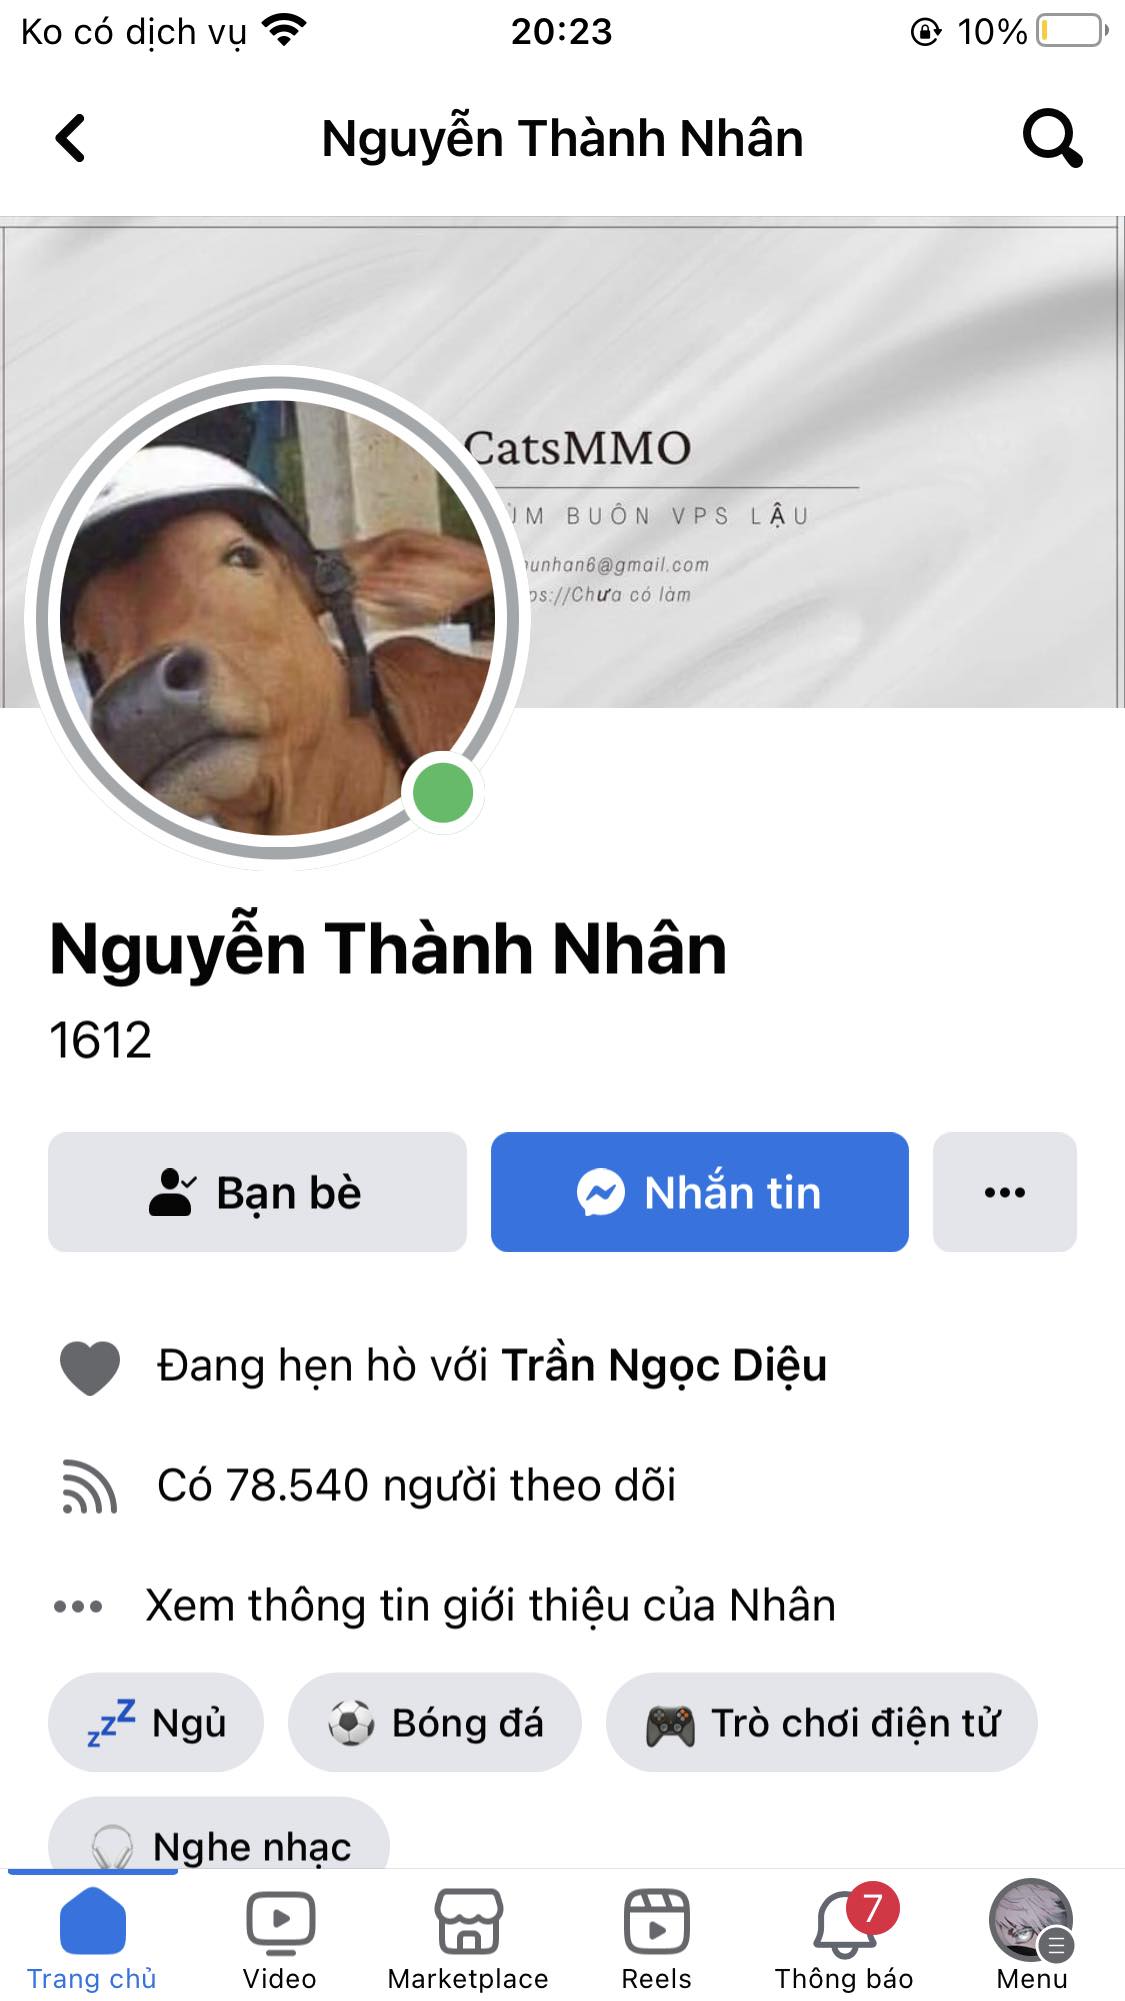 Ko có dịch vụ 20:23 10%
Nguyễn Thành Nhân
CatsMMO
BUÔN VPS LẬU
unhan6@gmail.com
ps://Chưa có làm
Nguyễn Thành Nhân
1612
Bạn bè Nhắn tin
Đang hẹn hò với Trần Ngọc Diệu
Có 78.540 người theo dõi
Xem thông tin giới thiệu của Nhân
Ngủ Bóng đá Trò chơi điện tử
Nghe nhạc
7
Trang chủ Video Marketplace Reels Thông báo Menu